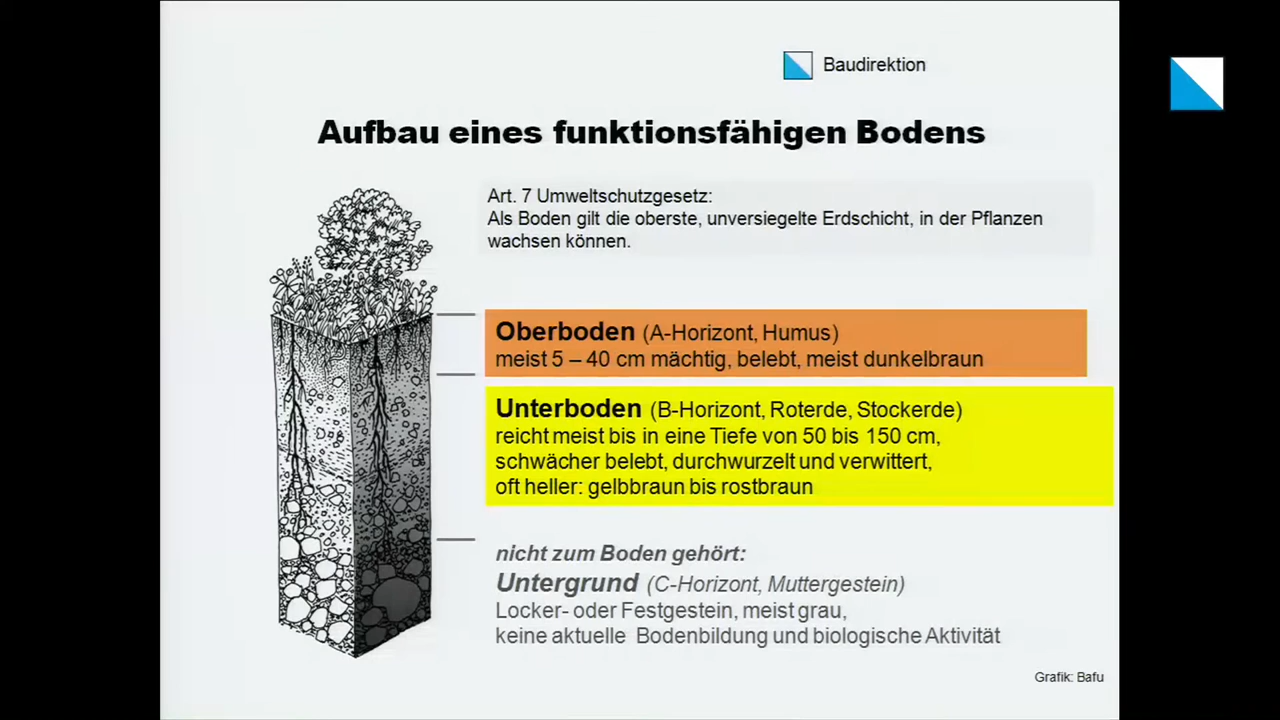 Baudirektion
Aufbau eines funktionsfähigen Bodens
Art. 7 Umweltschutzgesetz:
Als Boden gilt die oberste, unversiegelte Erdschicht, in der Pflanzen
wachsen können.
Oberboden (A-Horizont, Humus)
meist 5 – 40 cm mächtig, belebt, meist dunkelbraun
Unterboden (B-Horizont, Roterde, Stockerde)
reicht meist bis in eine Tiefe von 50 bis 150 cm,
schwächer belebt, durchwurzelt und verwittert,
oft heller: gelbbraun bis rostbraun
nicht zum Boden gehört:
Untergrund (C-Horizont, Muttergestein)
Locker- oder Festgestein, meist grau,
keine aktuelle Bodenbildung und biologische Aktivität
Grafik: Bafu